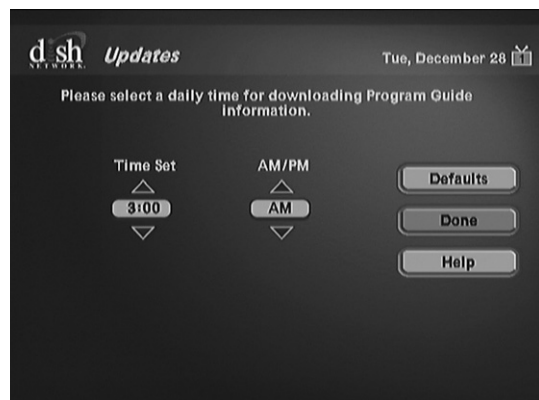 dish
NETWORK.
Updates
Tue, December 28
1
Please select a daily time for downloading Program Guide
information.
Time Set
AM/PM
3:00
AM
Defaults
Done
Help